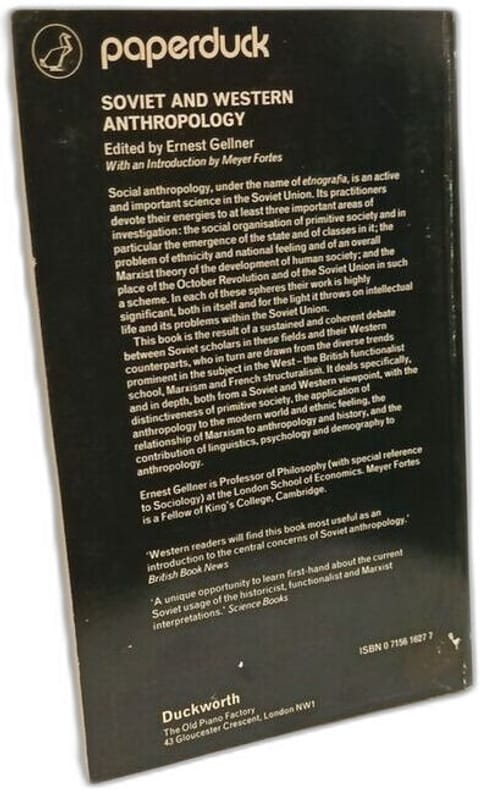 paperduck
SOVIET AND WESTERN
ANTHROPOLOGY
Edited by Ernest Gellner
With an Introduction by Meyer Fortes
Social anthropology, under the name of etnografia, is an active
and important science in the Soviet Union. Its practitioners
devote their energies to at least three important areas of
investigation: the social organisation of primitive society and in
particular the emergence of the state and of classes in it; the
problem of ethnicity and national feeling and of an overall
Marxist theory of the development of human society; and the
place of the October Revolution and of the Soviet Union in such
a scheme. In each of these spheres their work is highly
significant, both in itself and for the light it throws on intellectual
life and its problems within the Soviet Union.
This book is the result of a sustained and coherent debate
between Soviet scholars in these fields and their Western
counterparts, who in turn are drawn from the diverse trends
prominent in the subject in the West – the British functionalist
school, Marxism and French structuralism. It deals specifically,
and in depth, both from a Soviet and Western viewpoint, with the
distinctiveness of primitive society, the application of
anthropology to the modern world and ethnic feeling, the
relationship of Marxism to anthropology and history, and the
contribution of linguistics, psychology and demography to
anthropology.
Ernest Gellner is Professor of Philosophy (with special reference
to Sociology) at the London School of Economics. Meyer Fortes
is a Fellow of King's College, Cambridge.
'Western readers will find this book most useful as an
introduction to the central concerns of Soviet anthropology.'
British Book News
'A unique opportunity to learn first-hand about the current
Soviet usage of the historicist, functionalist and Marxist
interpretations.' Science Books
ISBN 0 7156 1627 7
Duckworth
The Old Piano Factory
43 Gloucester Crescent, London NW1